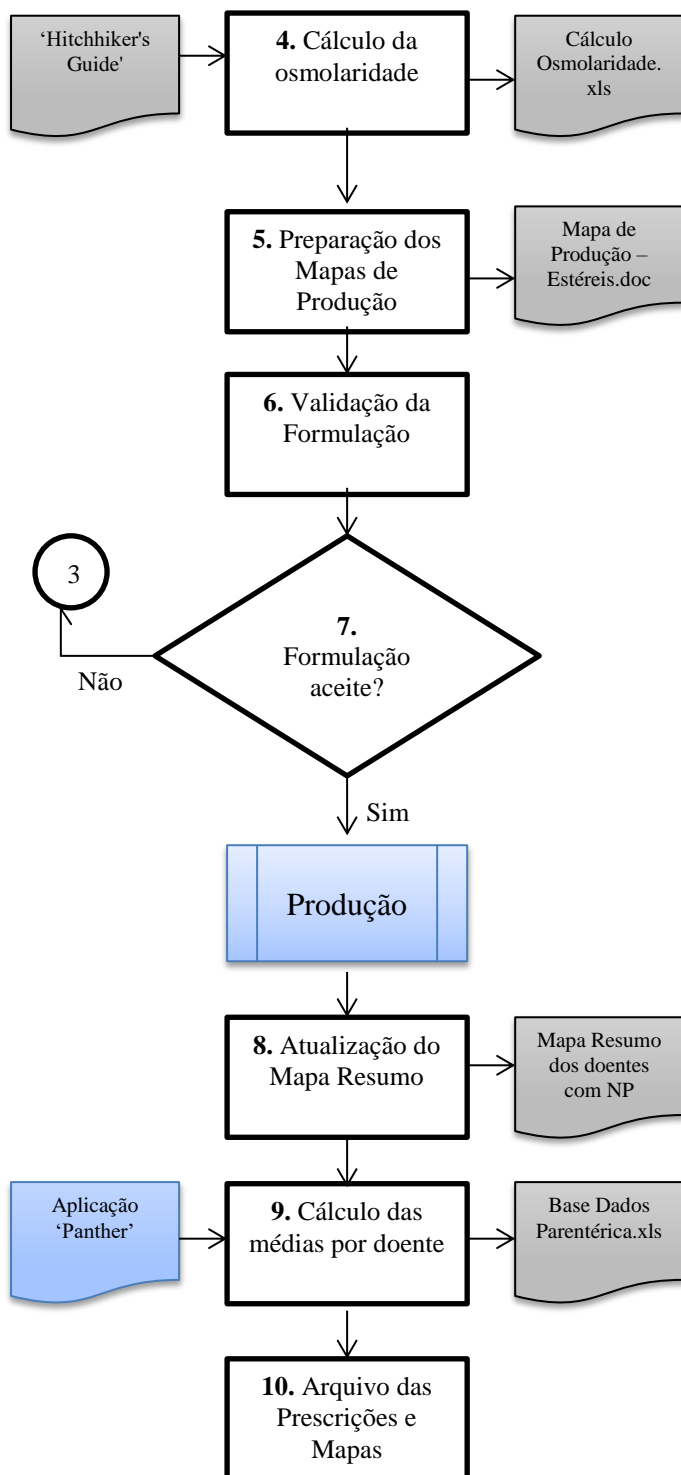 ‘Hitchhiker's
Guide'
4. Cálculo da
osmolaridade
Cálculo
Osmolaridade.
xls
5. Preparação dos
Mapas de
Produção
Mapa de
Produção –
Estéreis.doc
6. Validação da
Formulação
3
7.
Formulação
aceite?
Não
Sim
Produção
8. Atualização do
Mapa Resumo
Mapa Resumo
dos doentes
com NP
Aplicação
‘Panther’
9. Cálculo das
médias por doente
Base Dados
Parentérica.xls
10. Arquivo das
Prescrições e
Mapas